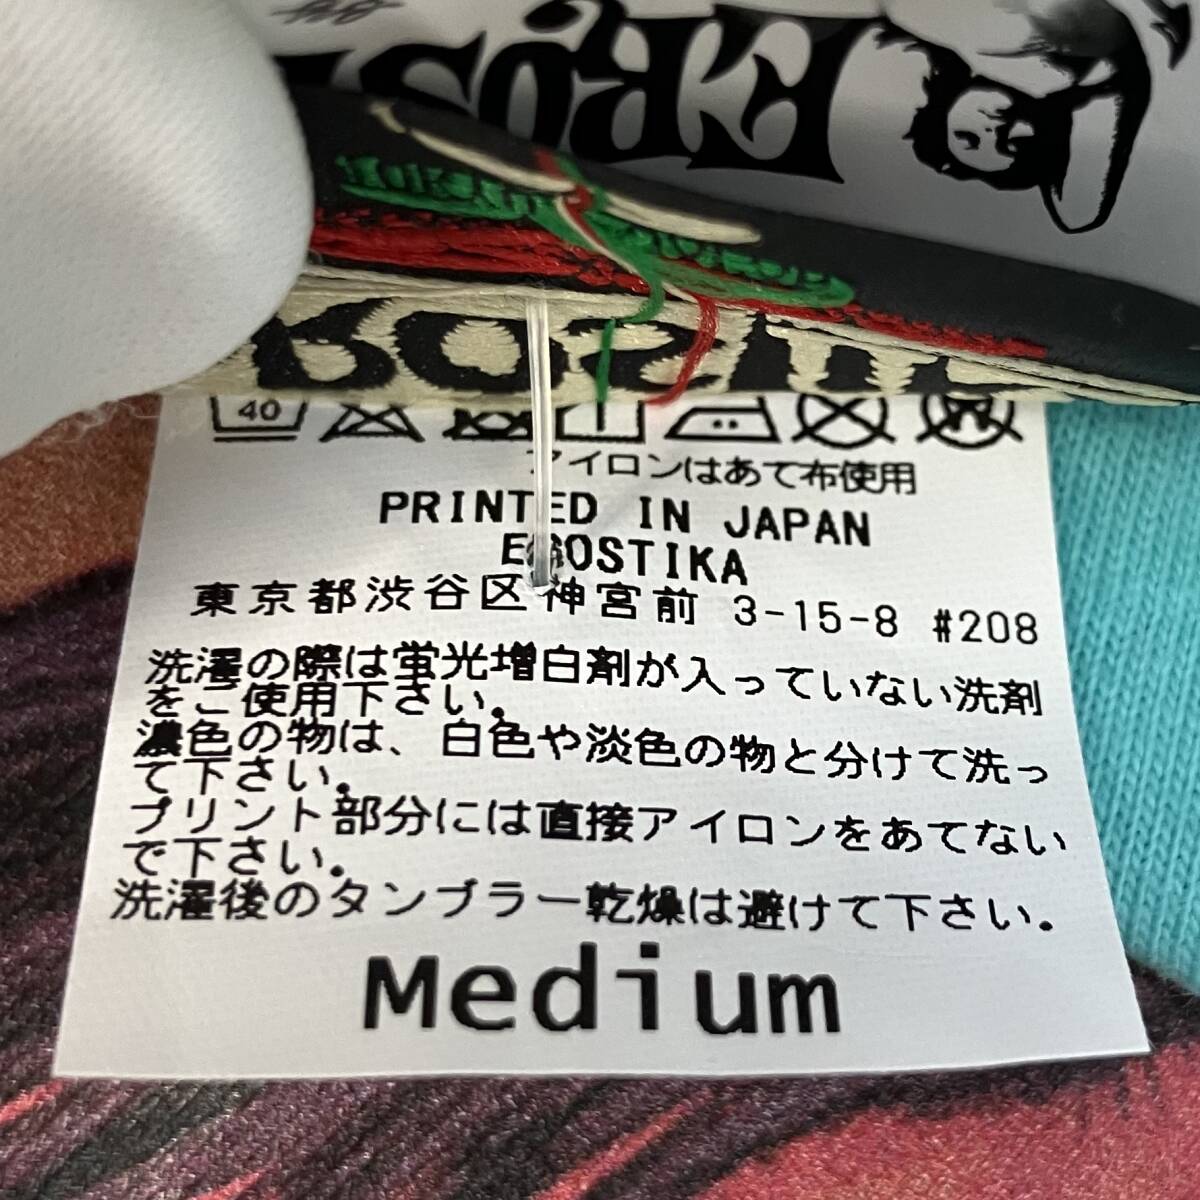 40
アイロンはあて布使用
PRINTED IN JAPAN
EROSTIKA
東京都渋谷区神宮前 3-15-8 #208
洗濯の際は蛍光増白剤が入っていない洗剤
をご使用下さい。
濃色の物は、白色や淡色の物と分けて洗っ
て下さい。
プリント部分には直接アイロンをあてない
で下さい。
洗濯後のタンブラー乾燥は避けて下さい。
Medium